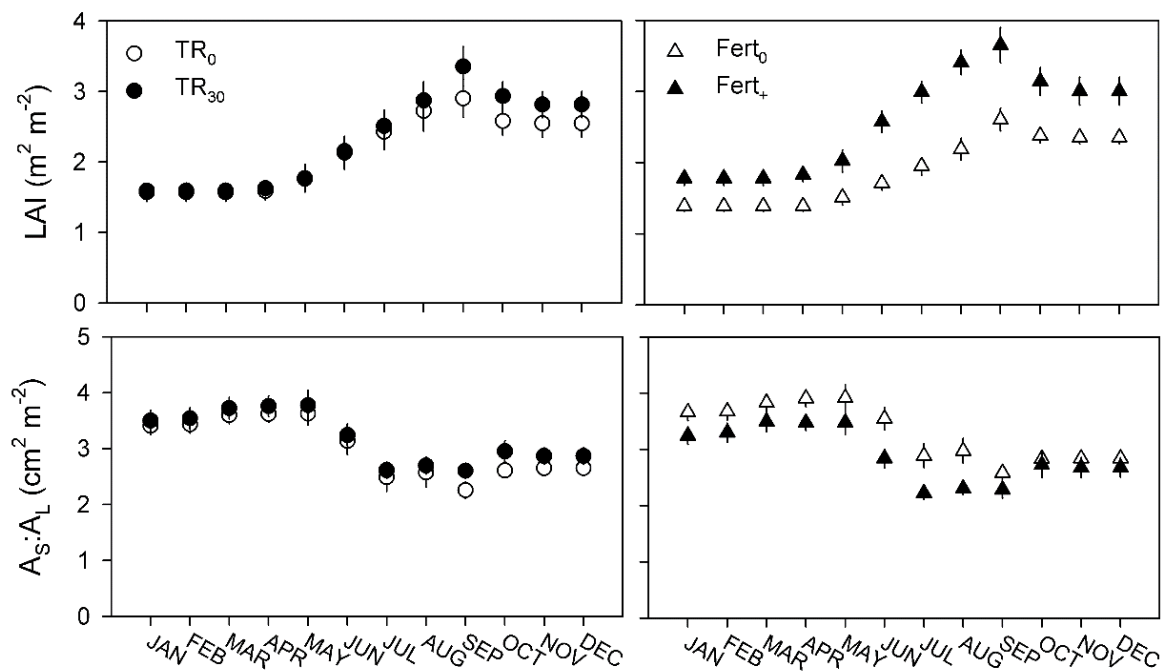 4
3
2
1
0
LAI (m² m⁻²)
TR₀
TR₃₀
Fert₀
Fert₊
5
4
3
2
1
0
A_S:A_L (cm² m⁻²)
JAN FEB MAR APR MAY JUN JUL AUG SEP OCT NOV DEC
JAN FEB MAR APR MAY JUN JUL AUG SEP OCT NOV DEC